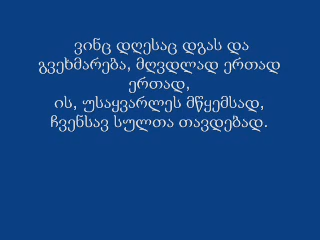 ვინც დღესაც დგას და
გვეხმარება, მღვდლად ერთად
ერთად,
ის, უსაყვარლეს მწყემსად,
ჩვენსავ სულთა თავდებად.